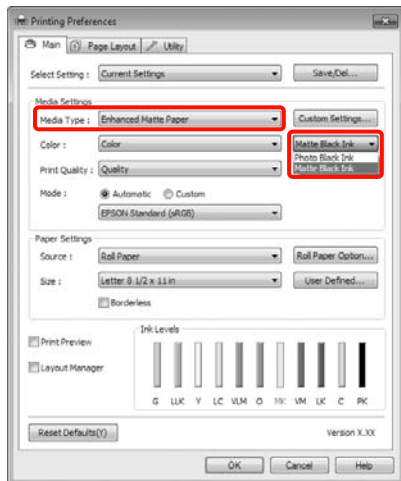 Printing Preferences
Main Page Layout Utility
Select Setting : Current Settings Save/Del...
Media Settings
Media Type : Enhanced Matte Paper Custom Settings...
Color : Color Matte Black Ink
Photo Black Ink
Matte Black Ink
Print Quality : Quality
Mode : Automatic Custom
EPSON Standard (sRGB)
Paper Settings
Source : Roll Paper Roll Paper Option...
Size : Letter 8 1/2 x 11 in User Defined...
Borderless
Ink Levels
Print Preview
Layout Manager
G LLK Y LC VLM O MK VM LK C PK
Reset Defaults(Y) Version X.XX
OK Cancel Help